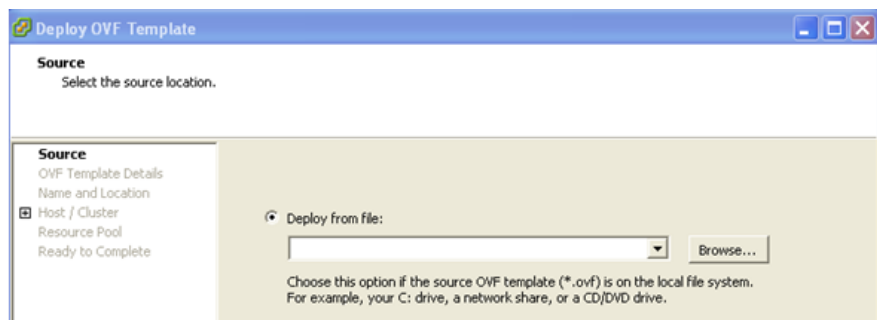 Deploy OVF Template
Source
Select the source location.
Source
OVF Template Details
Name and Location
Host / Cluster
Resource Pool
Ready to Complete
Deploy from file:
Browse...
Choose this option if the source OVF template (*.ovf) is on the local file system.
For example, your C: drive, a network share, or a CD/DVD drive.